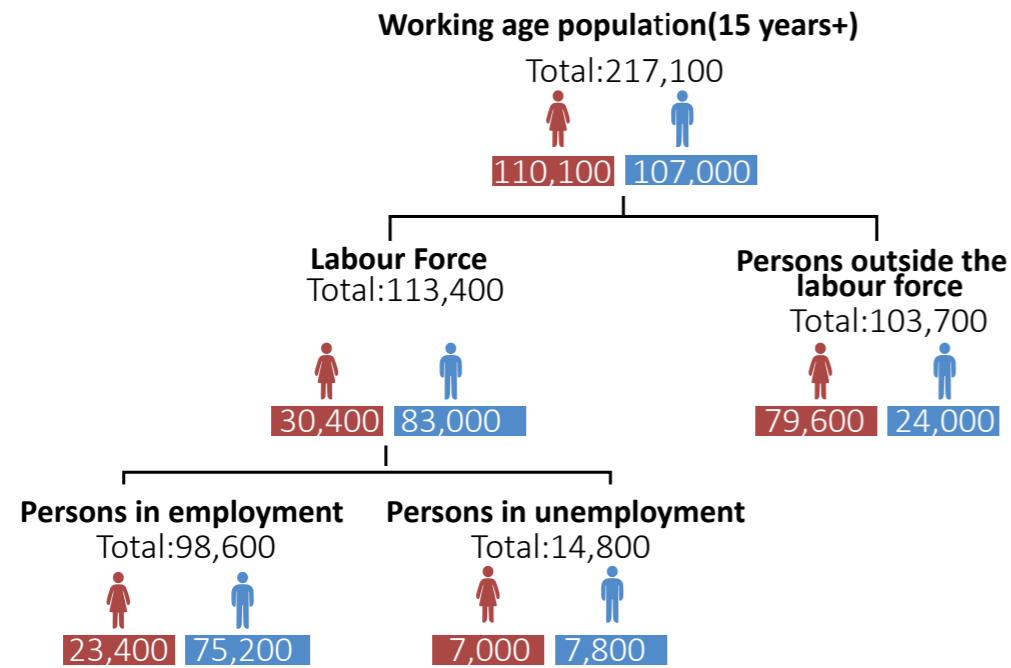 Working age population(15 years+)
Total:217,100
110,100 107,000
Labour Force
Total:113,400
30,400 83,000
Persons outside the
labour force
Total:103,700
79,600 24,000
Persons in employment
Total:98,600
23,400 75,200
Persons in unemployment
Total:14,800
7,000 7,800